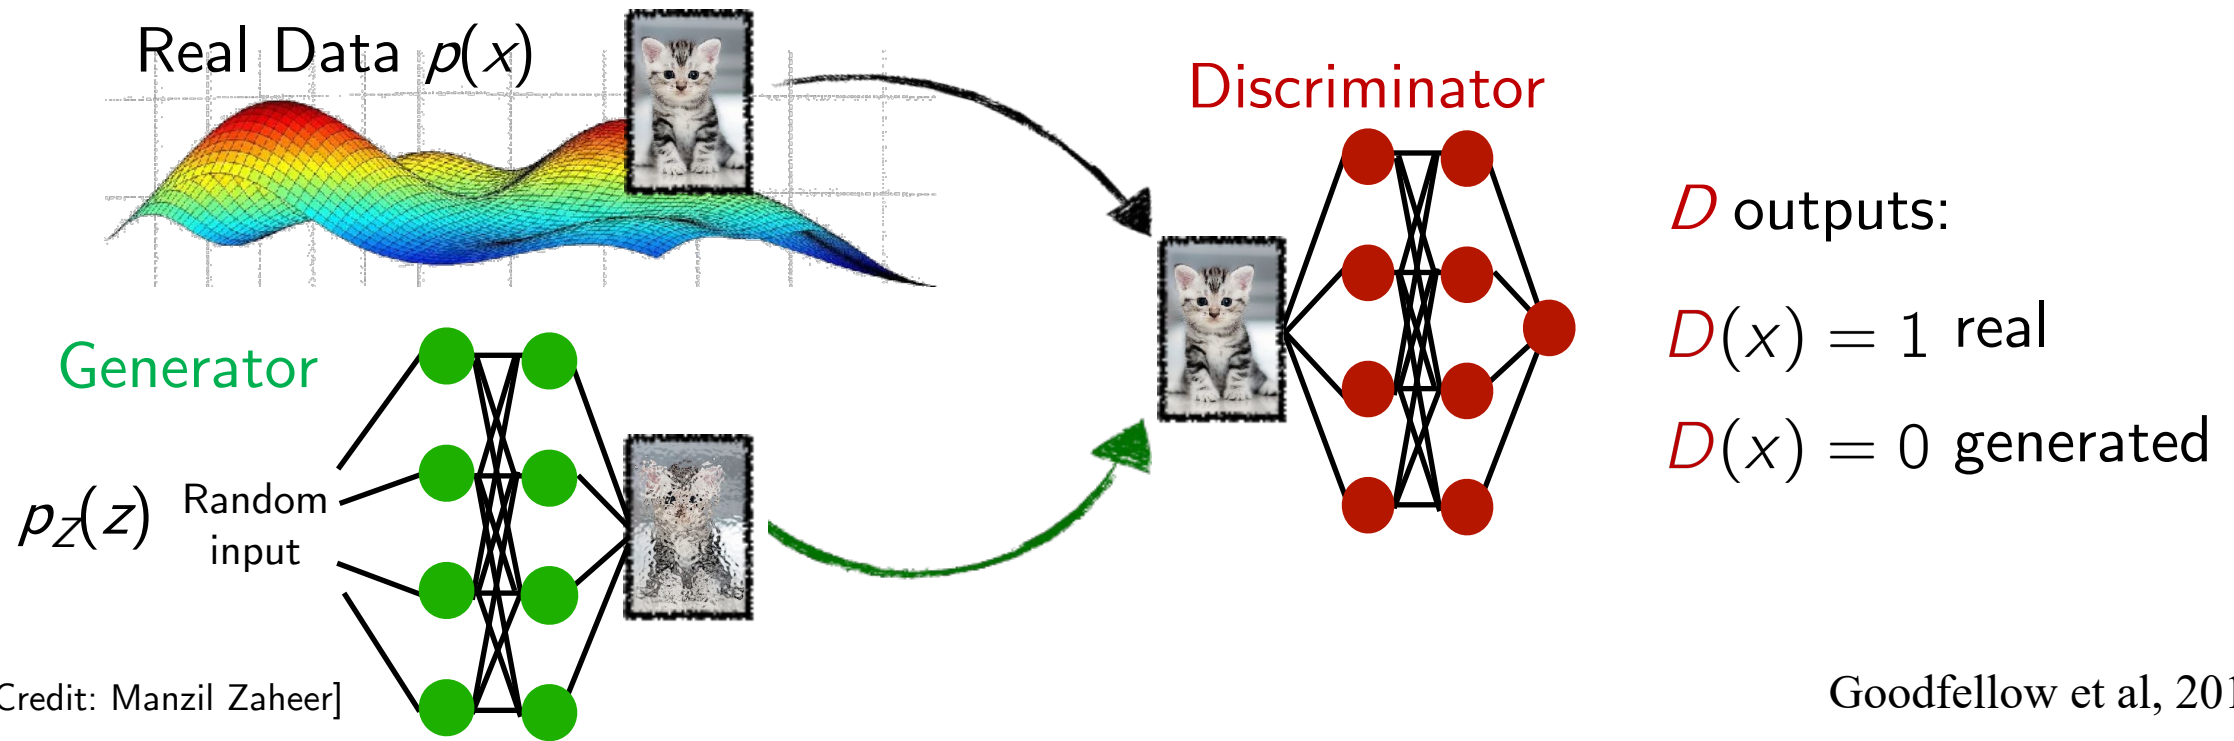 Real Data p(x)
Discriminator
D outputs:
D(x) = 1 real
D(x) = 0 generated
Generator
p_Z(z)
Random
input
Credit: Manzil Zaheer]
Goodfellow et al, 201